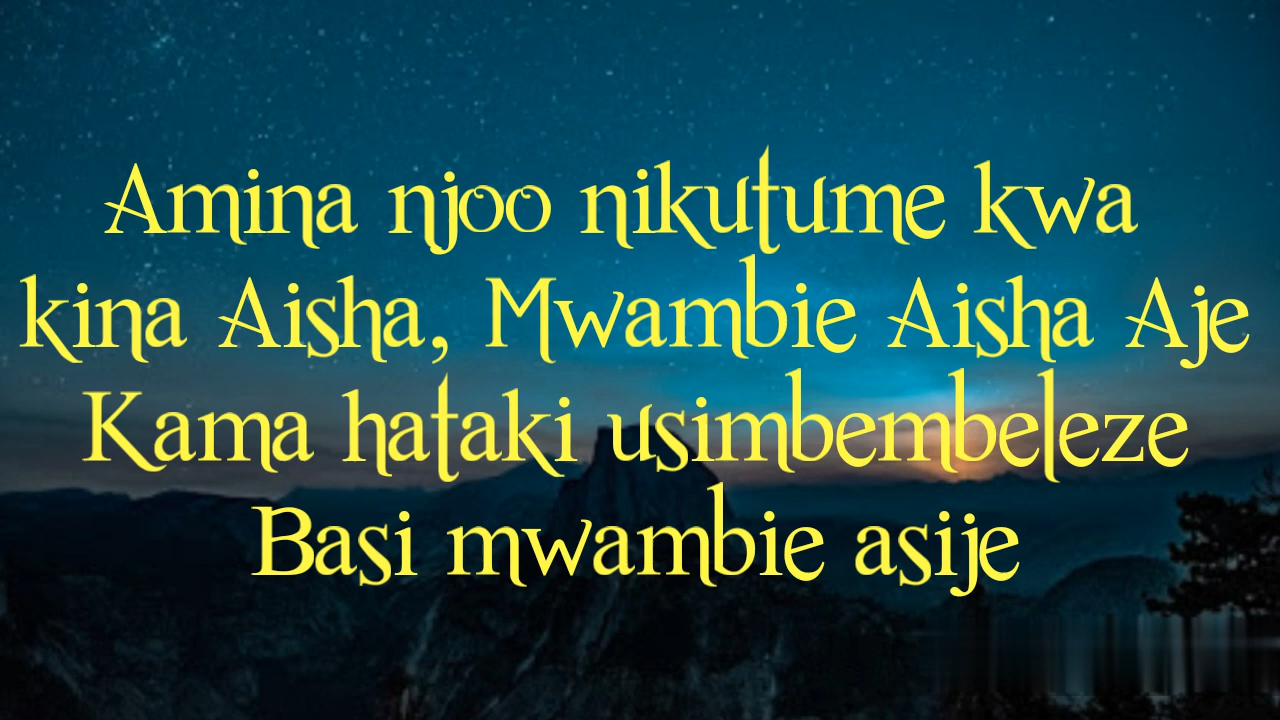 Amina njoo nikutume kwa
kina Aisha, Mwambie Aisha Aje
Kama hataki usimbembeleze
Basi mwambie asije